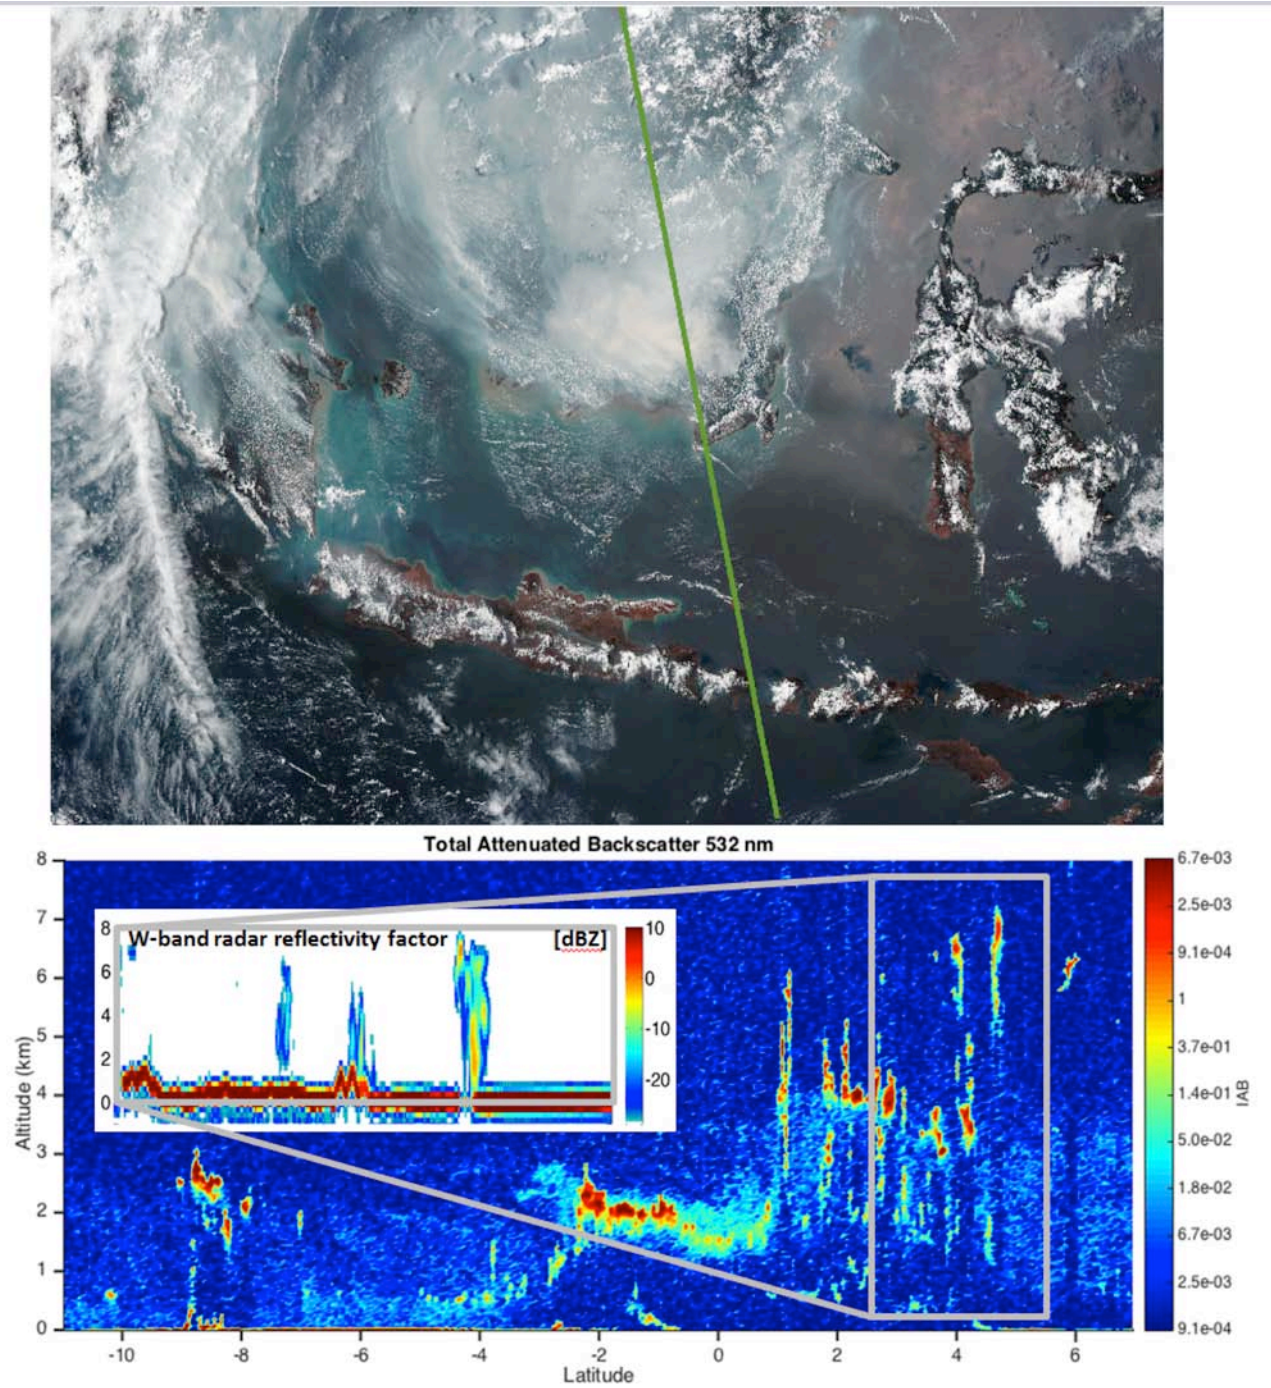 Total Attenuated Backscatter 532 nm
8
7
6
5
4
3
2
1
0
Altitude (km)
W-band radar reflectivity factor [dBZ]
8
6
4
2
0
10
0
-10
-20
6.7e-03
2.5e-03
9.1e-04
1
3.7e-01
1.4e-01
5.0e-02
1.8e-02
6.7e-03
2.5e-03
9.1e-04
IAB
-10 -8 -6 -4 -2 0 2 4 6
Latitude